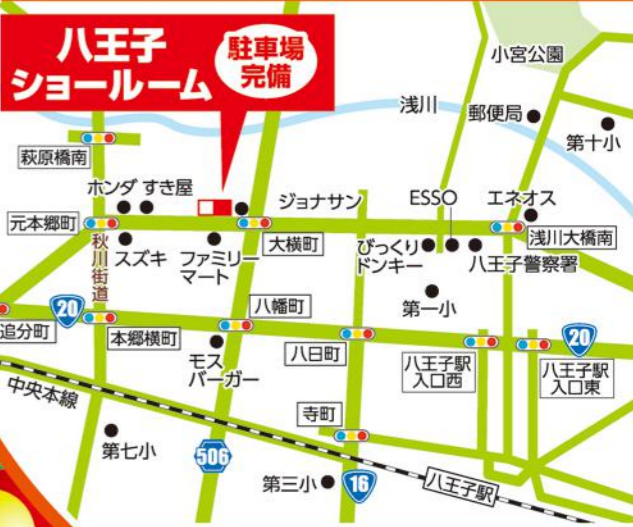 八王子
ショールーム
駐車場
完備
小宮公園
浅川
郵便局
第十小
萩原橋南
ホンダ
すき屋
ジョナサン
ESSO
エネオス
元本郷町
大横町
浅川大橋南
秋川街道
スズキ
ファミリー
マート
びっくり
ドンキー
八王子警察署
第一小
20
追分町
本郷横町
八幡町
モス
バーガー
八日町
八王子駅
入口西
20
八王子駅
入口東
中央本線
寺町
第七小
506
第三小
16
八王子駅